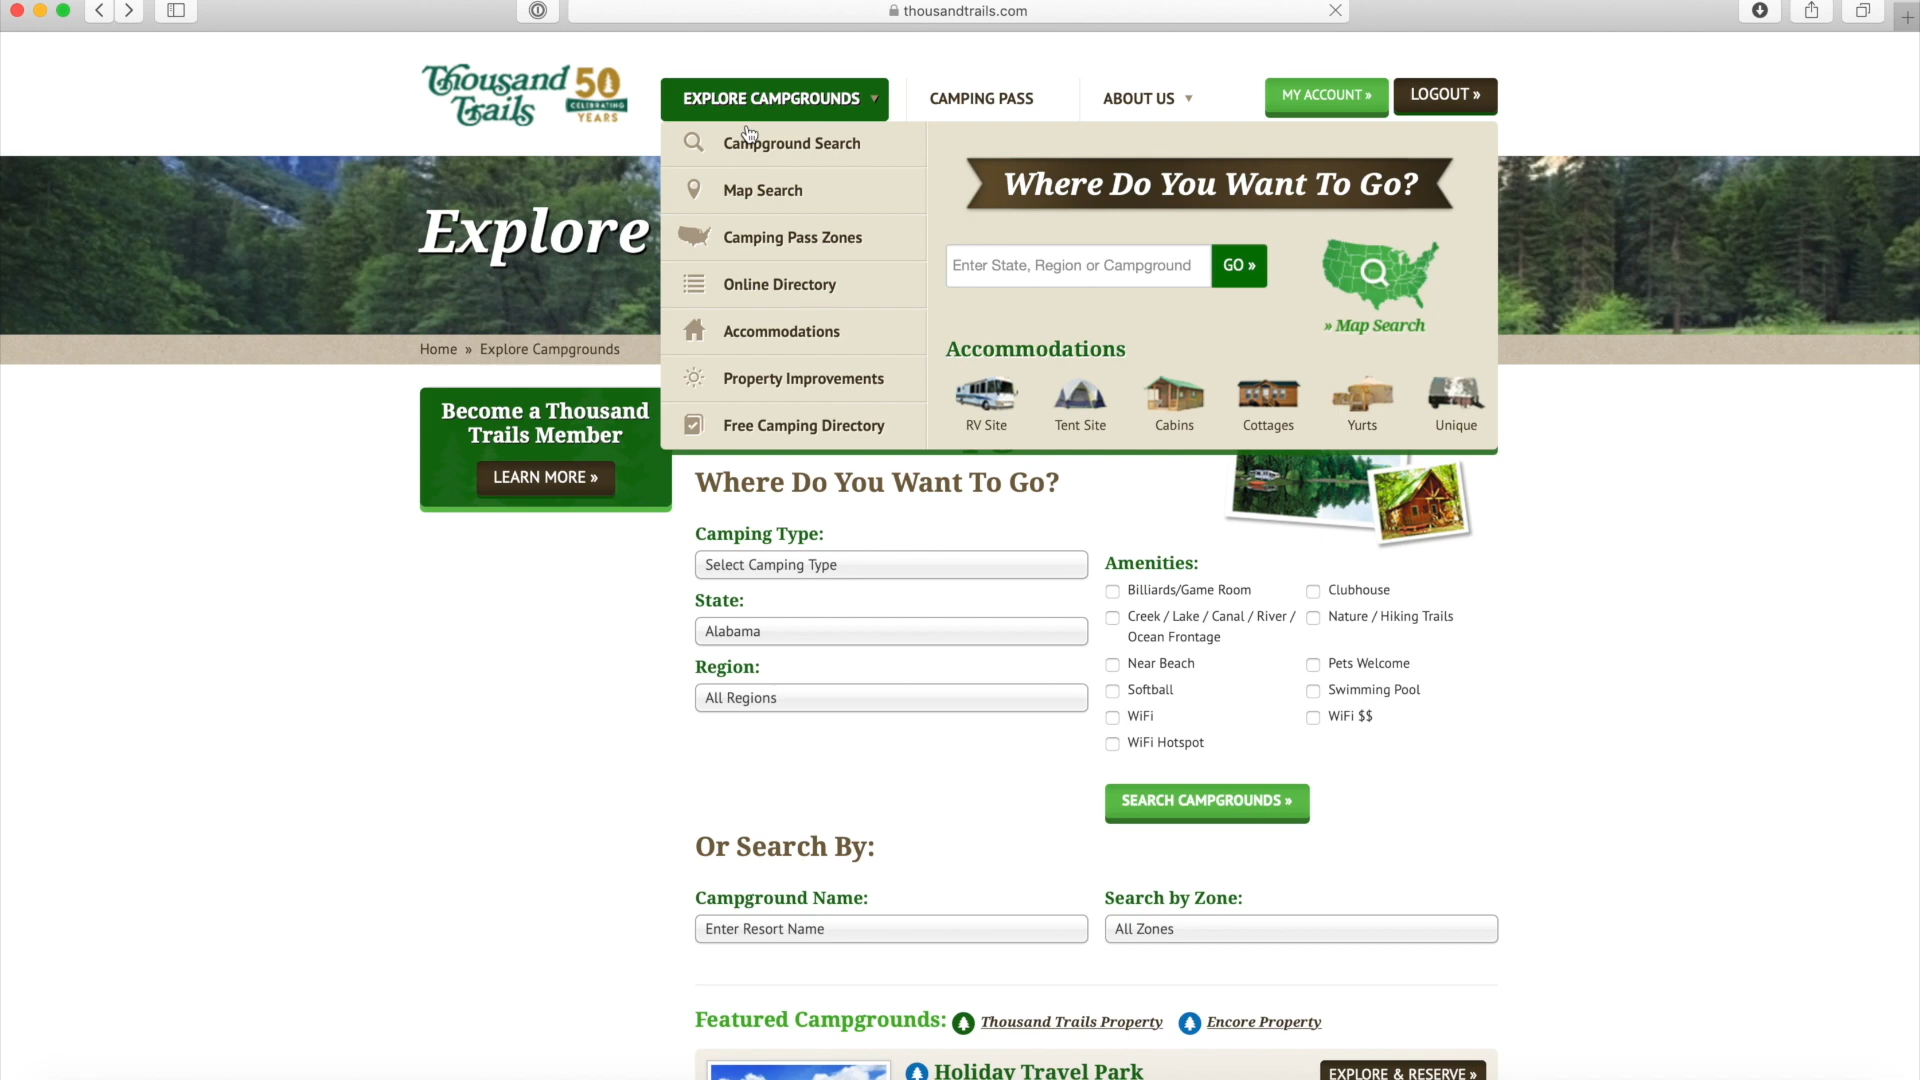 thousandtrails.com
Thousand Trails
50
CELEBRATING
YEARS
EXPLORE CAMPGROUNDS
CAMPING PASS
ABOUT US
MY ACCOUNT »
LOGOUT »
Campground Search
Map Search
Camping Pass Zones
Online Directory
Accommodations
Property Improvements
Free Camping Directory
Where Do You Want To Go?
Enter State, Region or Campground
GO »
» Map Search
Accommodations
RV Site
Tent Site
Cabins
Cottages
Yurts
Unique
Explore
Home » Explore Campgrounds
Become a Thousand
Trails Member
LEARN MORE »
Where Do You Want To Go?
Camping Type:
Select Camping Type
State:
Alabama
Region:
All Regions
Amenities:
Billiards/Game Room
Clubhouse
Creek / Lake / Canal / River /
Ocean Frontage
Nature / Hiking Trails
Near Beach
Pets Welcome
Softball
Swimming Pool
WiFi
WiFi $$
WiFi Hotspot
SEARCH CAMPGROUNDS »
Or Search By:
Campground Name:
Enter Resort Name
Search by Zone:
All Zones
Featured Campgrounds:
Thousand Trails Property
Encore Property
Holiday Travel Park
EXPLORE & RESERVE »